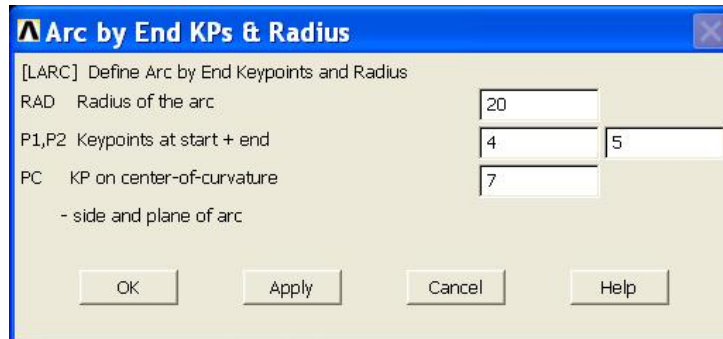 Arc by End KPs & Radius
[LARC] Define Arc by End Keypoints and Radius
RAD Radius of the arc 20
P1,P2 Keypoints at start + end 4 5
PC KP on center-of-curvature 7
- side and plane of arc
OK Apply Cancel Help